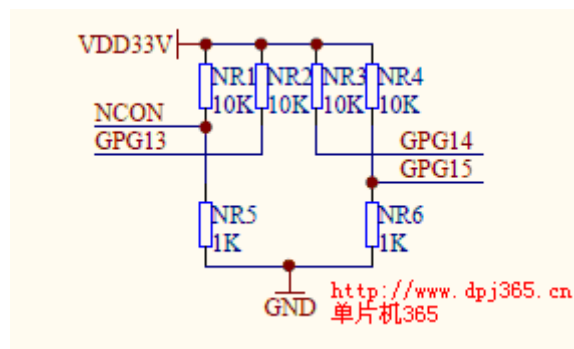 VDD33V
NR1 NR2 NR3 NR4
10K 10K 10K 10K
NCON
GPG13 GPG14
GPG15
NR5 NR6
1K 1K
GND http://www.dpj365.cn
单片机365